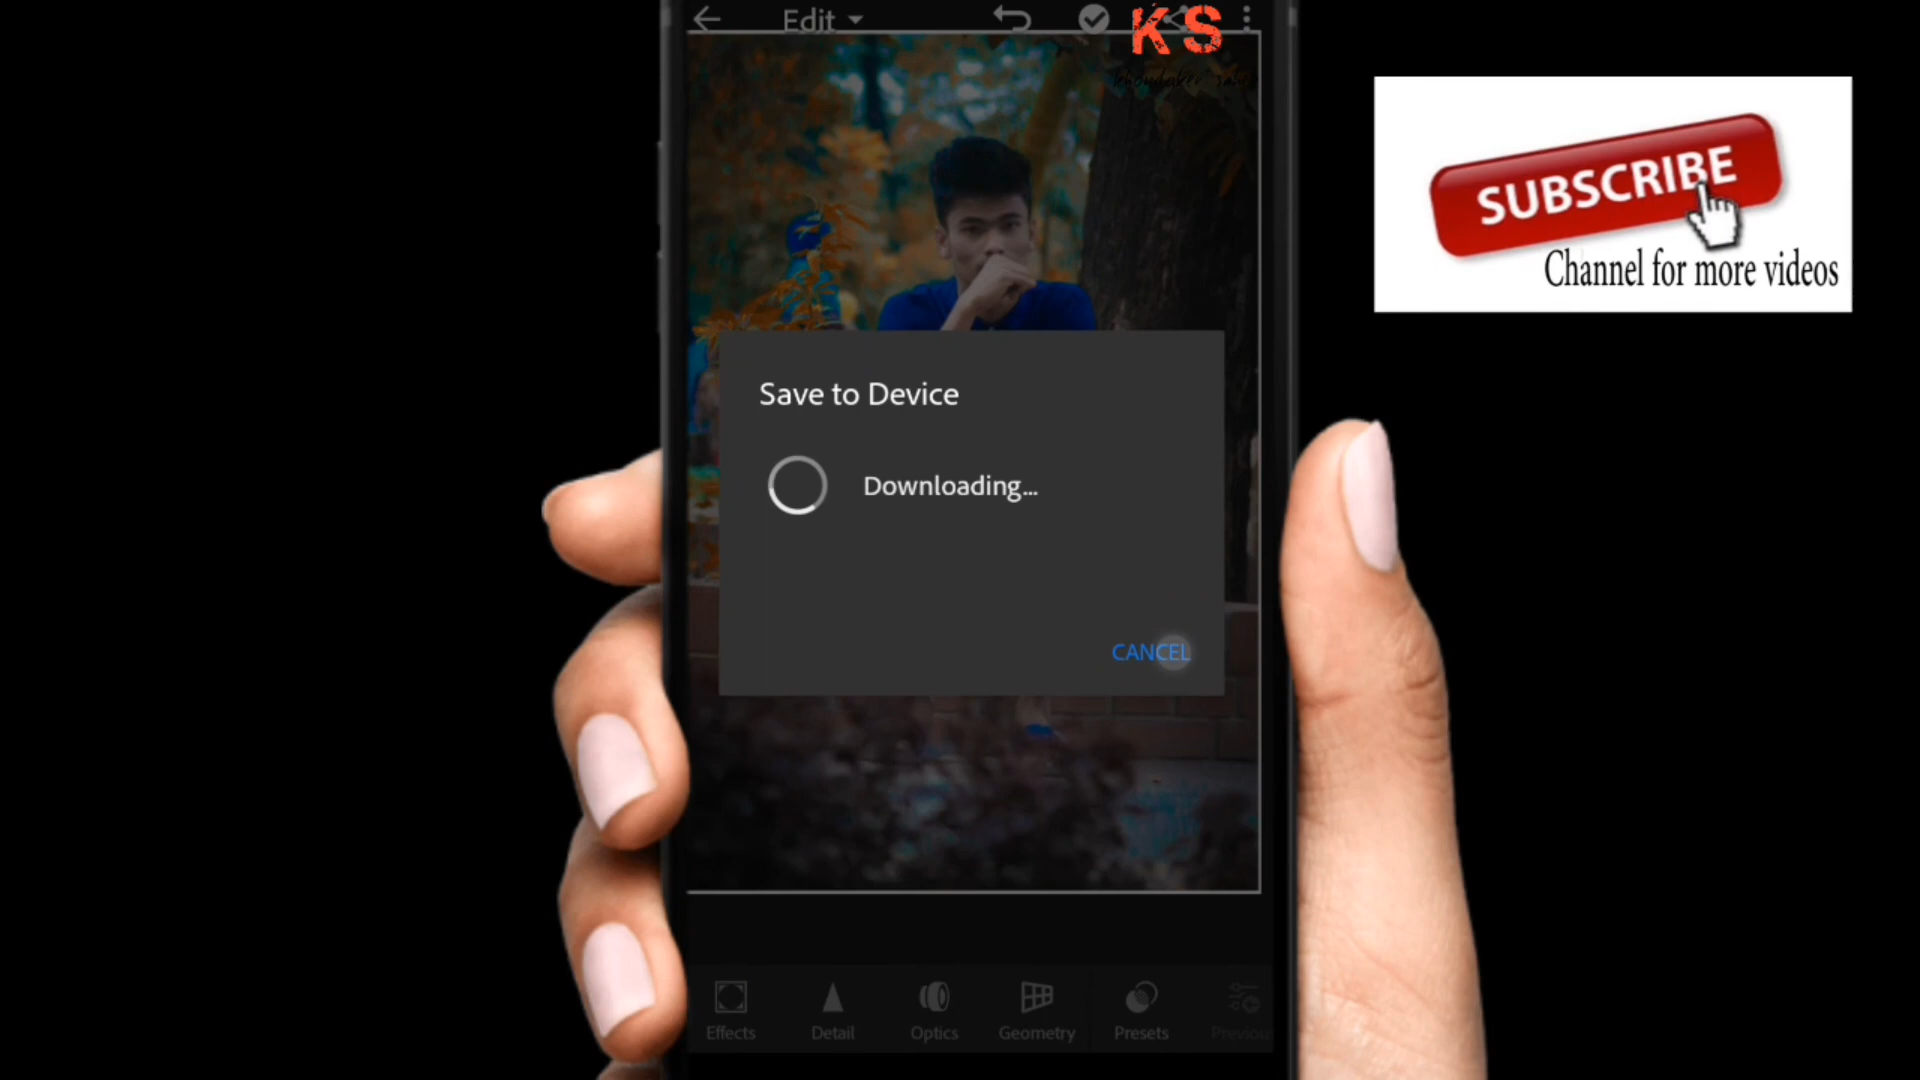 Edit
KS
SUBSCRIBE
Channel for more videos
Save to Device
Downloading...
CANCEL
Effects
Detail
Optics
Geometry
Presets